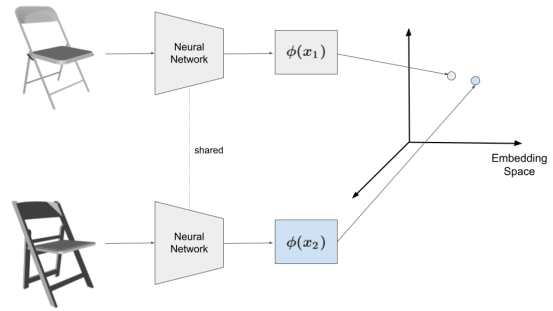 Neural
Network
ϕ(x₁)
shared
Embedding
Space
Neural
Network
ϕ(x₂)